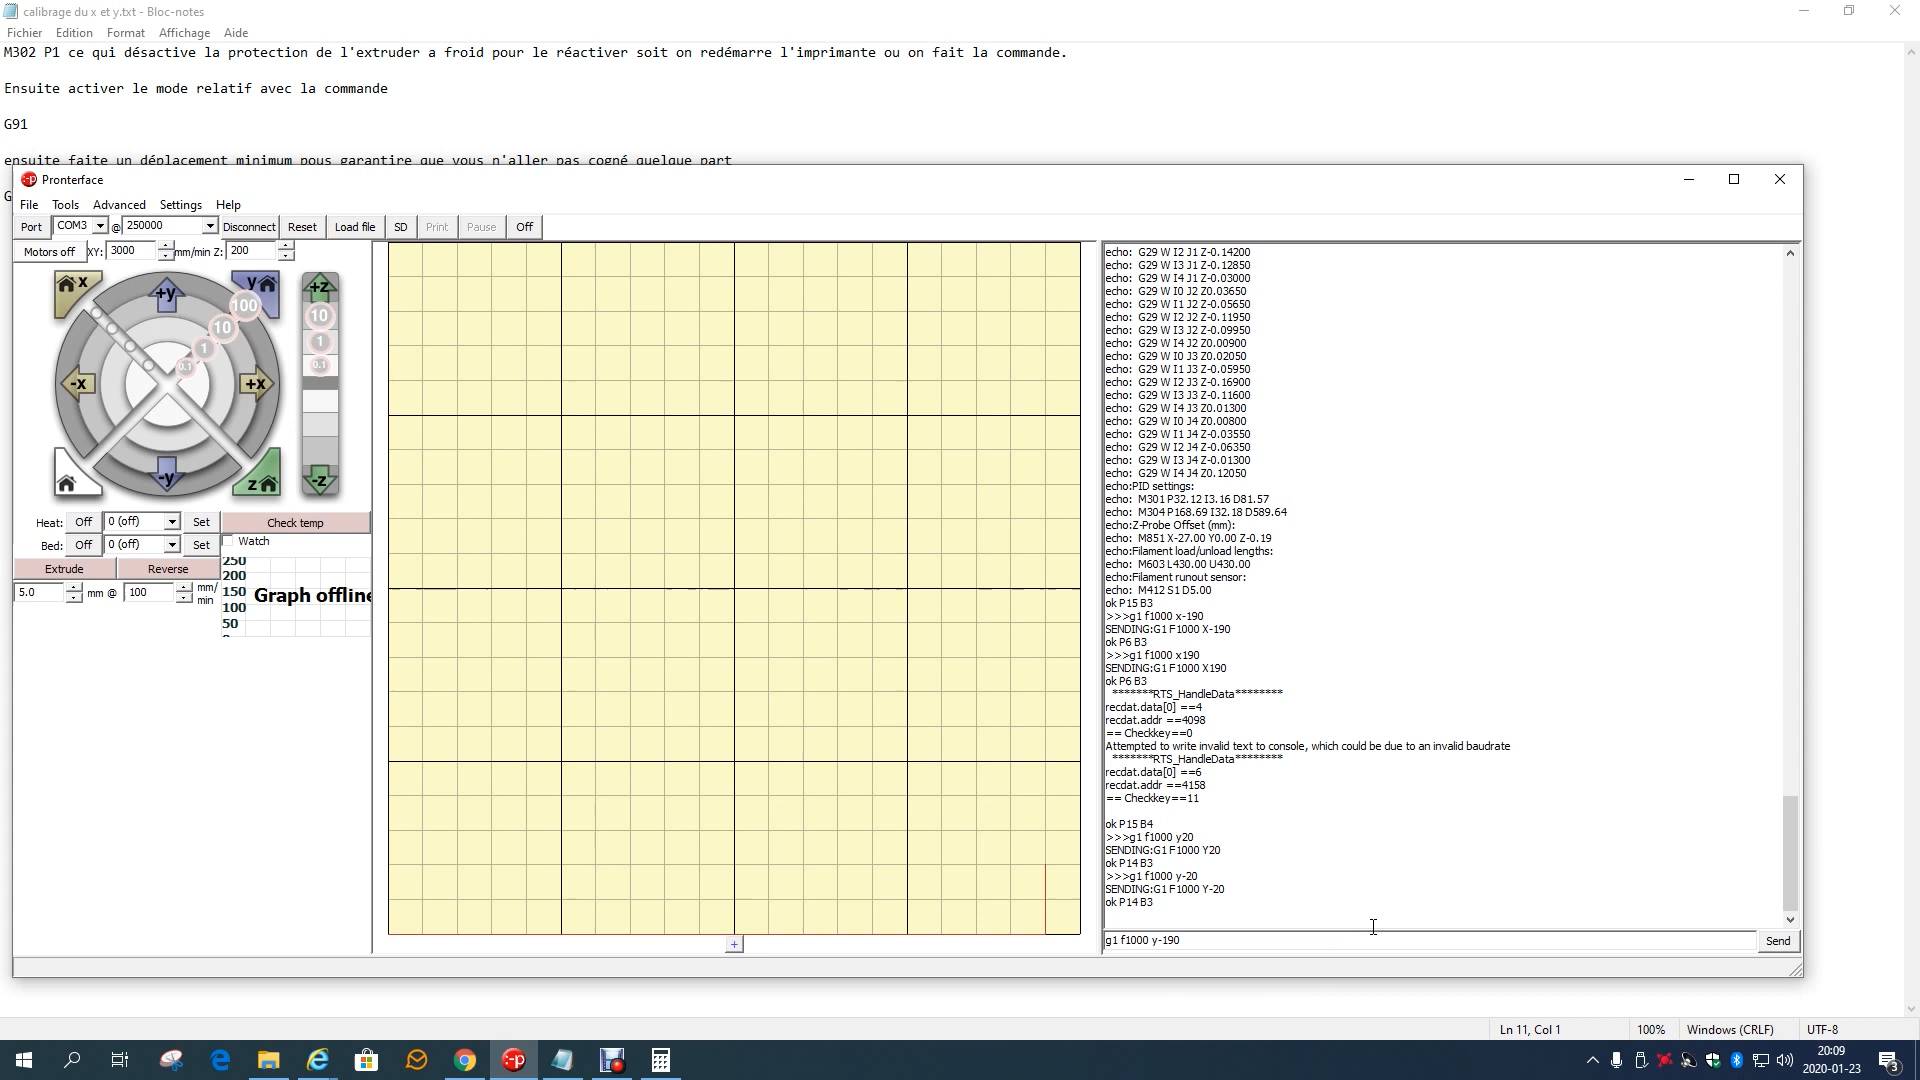 calibrage du x et y.txt - Bloc-notes
Fichier Edition Format Affichage Aide
M302 P1 ce qui désactive la protection de l'extruder a froid pour le réactiver soit on redémarre l'imprimante ou on fait la commande.
Ensuite activer le mode relatif avec la commande
G91
ensuite faite un déplacement minimum pous garantire que vous n'aller pas cogné quelque part
G
Pronterface
File Tools Advanced Settings Help
Port COM3 @ 250000 Disconnect Reset Load file SD Print Pause Off
Motors off XY: 3000 mm/min Z: 200
x +y y +z
100
10 10
1 1
0.1 0.1
-x +x
-y z -z
Heat: Off 0 (off) Set Check temp
Bed: Off 0 (off) Set Watch
Extrude Reverse
5.0 mm @ 100 mm/
min
250
200
150 Graph offline
100
50
+
echo: G29 W I2 J1 Z-0.14200
echo: G29 W I3 J1 Z-0.12850
echo: G29 W I4 J1 Z-0.03000
echo: G29 W I0 J2 Z0.03650
echo: G29 W I1 J2 Z-0.05650
echo: G29 W I2 J2 Z-0.11950
echo: G29 W I3 J2 Z-0.09950
echo: G29 W I4 J2 Z0.00900
echo: G29 W I0 J3 Z0.02050
echo: G29 W I1 J3 Z-0.05950
echo: G29 W I2 J3 Z-0.16900
echo: G29 W I3 J3 Z-0.11600
echo: G29 W I4 J3 Z0.01300
echo: G29 W I0 J4 Z0.00800
echo: G29 W I1 J4 Z-0.03550
echo: G29 W I2 J4 Z-0.06350
echo: G29 W I3 J4 Z-0.01300
echo: G29 W I4 J4 Z0.12050
echo:PID settings:
echo: M301 P32.12 I3.16 D81.57
echo: M304 P168.69 I32.18 D589.64
echo:Z-Probe Offset (mm):
echo: M851 X-27.00 Y0.00 Z-0.19
echo:Filament load/unload lengths:
echo: M603 L430.00 U430.00
echo:Filament runout sensor:
echo: M412 S1 D5.00
ok P15 B3
>>>g1 f1000 x-190
SENDING:G1 F1000 X-190
ok P6 B3
>>>g1 f1000 x190
SENDING:G1 F1000 X190
ok P6 B3
*******RTS_HandleData********
recdat.data[0] ==4
recdat.addr ==4098
== Checkkey==0
Attempted to write invalid text to console, which could be due to an invalid baudrate
*******RTS_HandleData********
recdat.data[0] ==6
recdat.addr ==4158
== Checkkey==11
ok P15 B4
>>>g1 f1000 y20
SENDING:G1 F1000 Y20
ok P14 B3
>>>g1 f1000 y-20
SENDING:G1 F1000 Y-20
ok P14 B3
g1 f1000 y-190 Send
Ln 11, Col 1 100% Windows (CRLF) UTF-8
20:09
2020-01-23
3